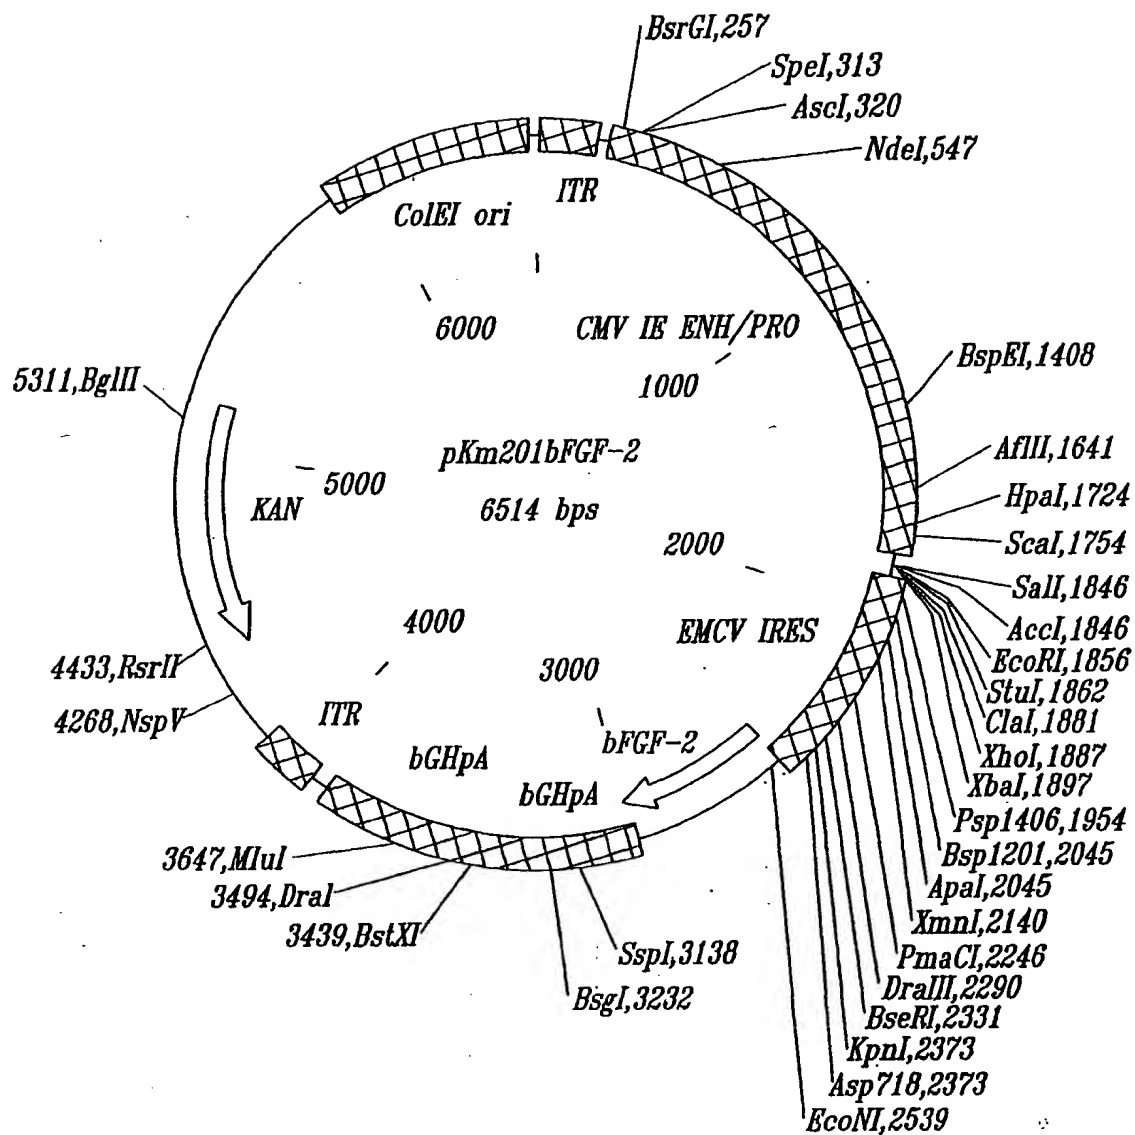 BsrGI,257
SpeI,313
AscI,320
NdeI,547
ITR
ColEI ori
6000
CMV IE ENH/PRO
1000
BspEI,1408
5311,BglII
pKm201bFGF-2
6514 bps
5000
KAN
AflII,1641
HpaI,1724
ScaI,1754
2000
SalI,1846
AccI,1846
EcoRI,1856
StuI,1862
ClaI,1881
XhoI,1887
XbaI,1897
Psp1406,1954
Bsp120I,2045
ApaI,2045
XmnI,2140
PmaCI,2246
DraIII,2290
BseRI,2331
KpnI,2373
Asp718,2373
EcoNI,2539
EMCV IRES
4000
3000
4433,RsrII
4268,NspV
ITR
bFGF-2
bGHpA
bGHpA
3647,MluI
3494,DraI
3439,BstXI
SspI,3138
BsgI,3232